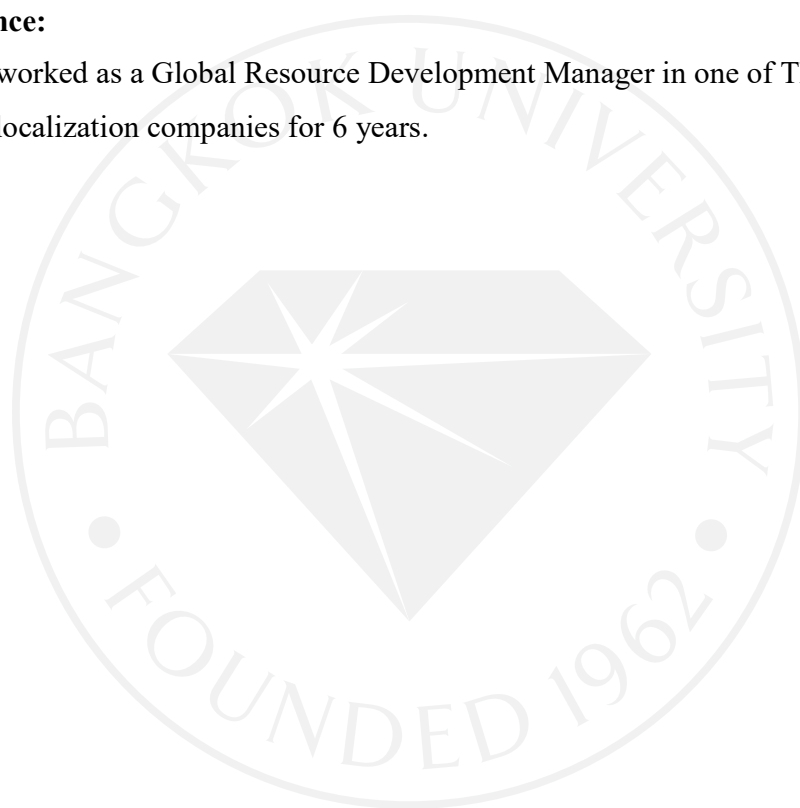 nce:
worked as a Global Resource Development Manager in one of T
localization companies for 6 years.
BANGKOK UNIVERSITY
FOUNDED 1962